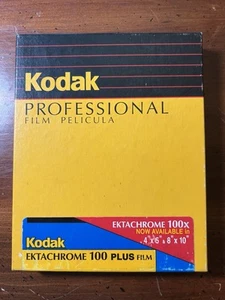 Kodak
PROFESSIONAL
FILM PELICULA
EKTACHROME 100x
NOW AVAILABLE in
4"x5" & 8"x10"
Kodak
EKTACHROME 100 PLUS FILM